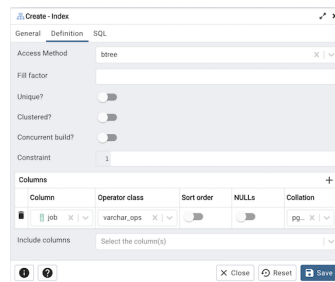 Create - Index
General Definition SQL
Access Method btree
Fill factor
Unique?
Clustered?
Concurrent build?
Constraint 1
Columns
Column Operator class Sort order NULLs Collation
job varchar_ops pg...
Include columns Select the column(s)
Close Reset Save